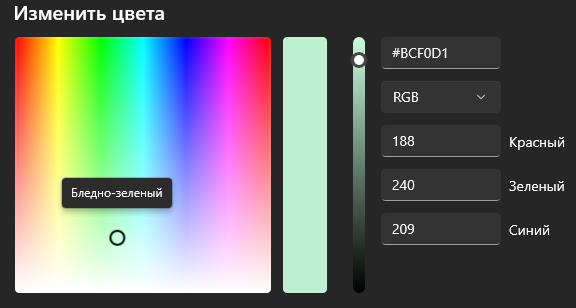 Изменить цвета
#BCF0D1
RGB
188 Красный
Бледно-зеленый
240 Зеленый
209 Синий